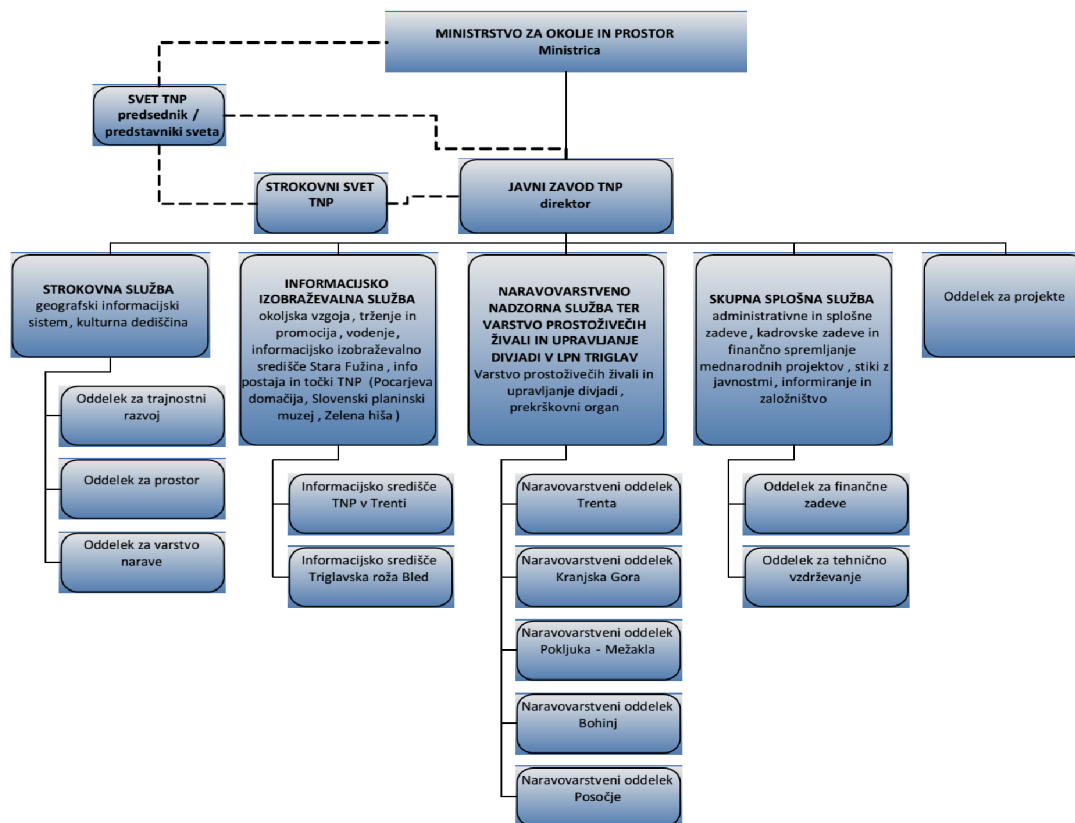 MINISTRSTVO ZA OKOLJE IN PROSTOR
Ministrica
SVET TNP
predsednik /
predstavniki sveta
STROKOVNI SVET
TNP
JAVNI ZAVOD TNP
direktor
STROKOVNA SLUŽBA
geografski informacijski
sistem , kulturna dediščina
Oddelek za trajnostni
razvoj
Oddelek za prostor
Oddelek za varstvo
narave
INFORMACIJSKO
IZOBRAŽEVALNA SLUŽBA
okoljska vzgoja , trženje in
promocija , vodenje,
informacijsko izobraževalno
središče Stara Fužina , info
postaja in točki TNP (Pocarjeva
domačija, Slovenski planinski
muzej , Zelena hiša )
Informacijsko središče
TNP v Trenti
Informacijsko središče
Triglavska roža Bled
NARAVOVARSTVENO
NADZORNA SLUŽBA TER
VARSTVO PROSTOŽIVEČIH
ŽIVALI IN UPRAVLJANJE
DIVJADI V LPN TRIGLAV
Varstvo prostoživečih živali in
upravljanje divjadi ,
prekrškovni organ
Naravovarstveni oddelek
Trenta
Naravovarstveni oddelek
Kranjska Gora
Naravovarstveni oddelek
Pokljuka - Mežakla
Naravovarstveni oddelek
Bohinj
Naravovarstveni oddelek
Posočje
SKUPNA SPLOŠNA SLUŽBA
administrativne in splošne
zadeve , kadrovske zadeve in
finančno spremljanje
mednarodnih projektov , stiki z
javnostmi , informiranje in
založništvo
Oddelek za finančne
zadeve
Oddelek za tehnično
vzdrževanje
Oddelek za projekte